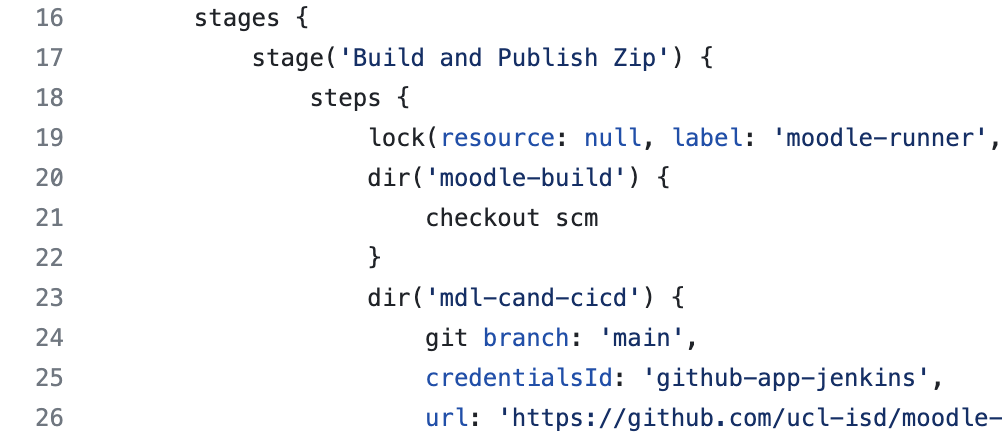 16 stages {
17 stage('Build and Publish Zip') {
18 steps {
19 lock(resource: null, label: 'moodle-runner',
20 dir('moodle-build') {
21 checkout scm
22 }
23 dir('mdl-cand-cicd') {
24 git branch: 'main',
25 credentialsId: 'github-app-jenkins',
26 url: 'https://github.com/ucl-isd/moodle-